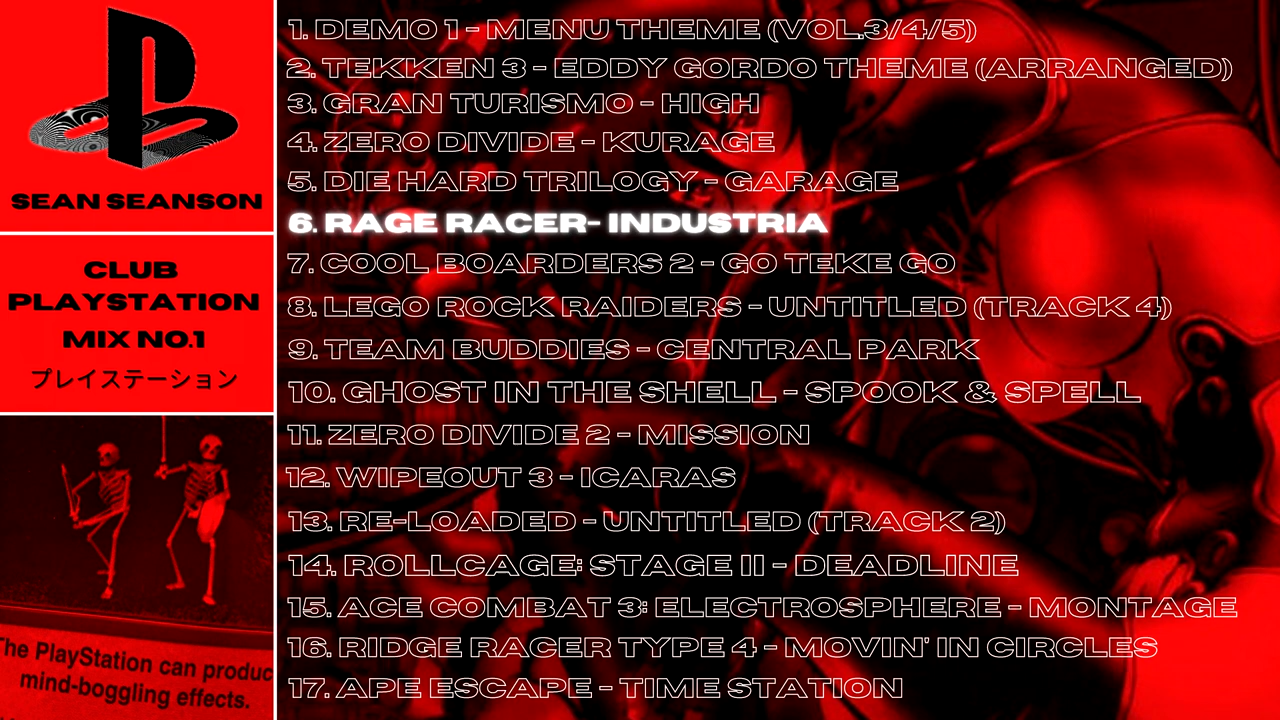 SEAN SEANSON
CLUB
PLAYSTATION
MIX NO.1
プレイステーション
The PlayStation can produc
mind-boggling effects.
1. DEMO 1 - MENU THEME (VOL.3/4/5)
2. TEKKEN 3 - EDDY GORDO THEME (ARRANGED)
3. GRAN TURISMO - HIGH
4. ZERO DIVIDE - KURAGE
5. DIE HARD TRILOGY - GARAGE
6. RAGE RACER- INDUSTRIA
7. COOL BOARDERS 2 - GO TEKE GO
8. LEGO ROCK RAIDERS - UNTITLED (TRACK 4)
9. TEAM BUDDIES - CENTRAL PARK
10. GHOST IN THE SHELL - SPOOK & SPELL
11. ZERO DIVIDE 2 - MISSION
12. WIPEOUT 3 - ICARAS
13. RE-LOADED - UNTITLED (TRACK 2)
14. ROLLCAGE: STAGE II - DEADLINE
15. ACE COMBAT 3: ELECTROSPHERE - MONTAGE
16. RIDGE RACER TYPE 4 - MOVIN' IN CIRCLES
17. APE ESCAPE - TIME STATION